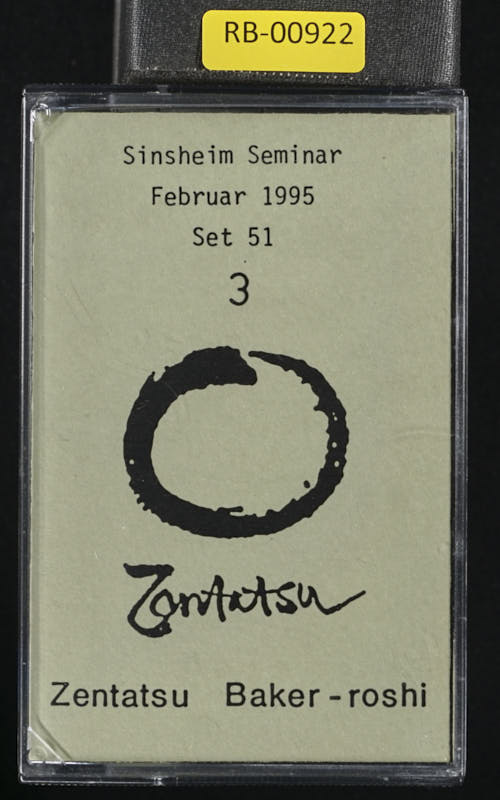 RB-00922
Sinsheim Seminar
Februar 1995
Set 51
3
Zentatsu
Zentatsu Baker-roshi